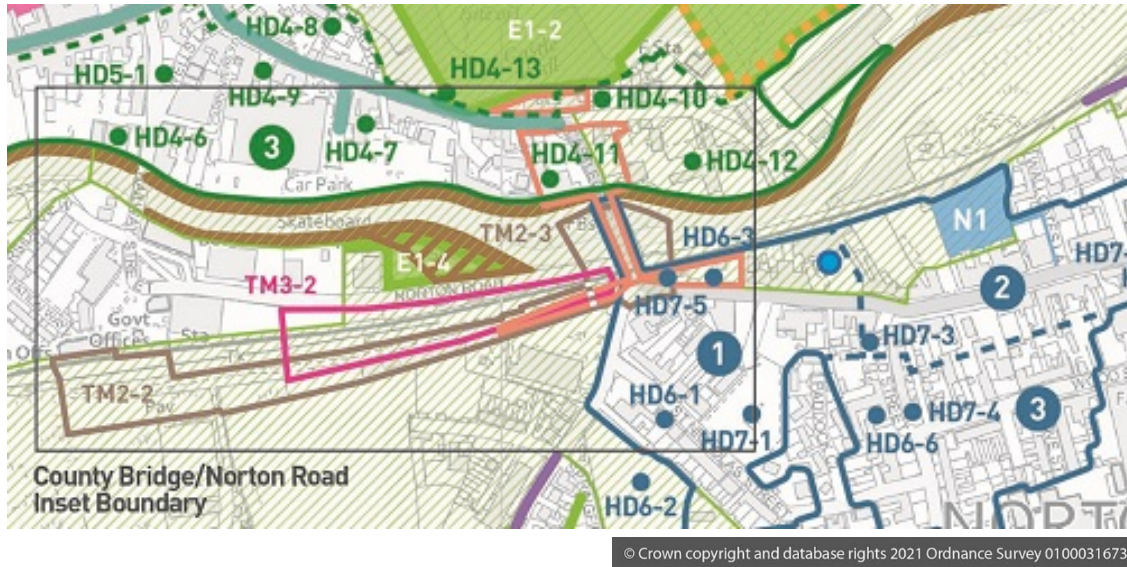 HD4-8
E1-2
F Sta
HD5-1
HD4-9
HD4-13
HD4-10
HD4-6
3
HD4-7
HD4-11
HD4-12
Car Park
Skateboard
TM2-3
HD6-3
N1
E1-4
TM3-2
NORTON ROAD
HD7-5
2
HD7-
Govt
Offices
Sta
1
HD7-3
TM2-2
Pav
HD6-1
HD7-4
3
HD7-1
HD6-6
County Bridge/Norton Road
Inset Boundary
HD6-2
NORTO
© Crown copyright and database rights 2021 Ordnance Survey 0100031673